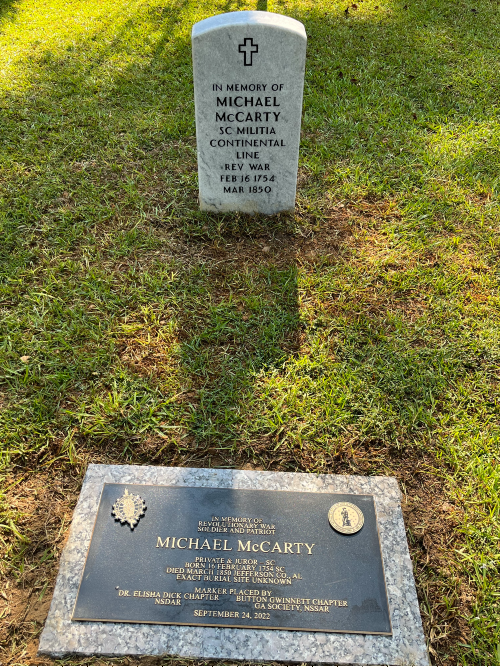 IN MEMORY OF
MICHAEL
McCARTY
SC MILITIA
CONTINENTAL
LINE
REV WAR
FEB 16 1754
MAR 1850
IN MEMORY OF
REVOLUTIONARY WAR
SOLDIER AND PATRIOT
MICHAEL McCARTY
PRIVATE & JUROR - SC
BORN 16 FEBRUARY 1754 SC
DIED MARCH 1850 JEFFERSON CO., AL
EXACT BURIAL SITE UNKNOWN
MARKER PLACED BY
DR. ELISHA DICK CHAPTER BUTTON GWINNETT CHAPTER
NSDAR GA SOCIETY, NSSAR
SEPTEMBER 24, 2022